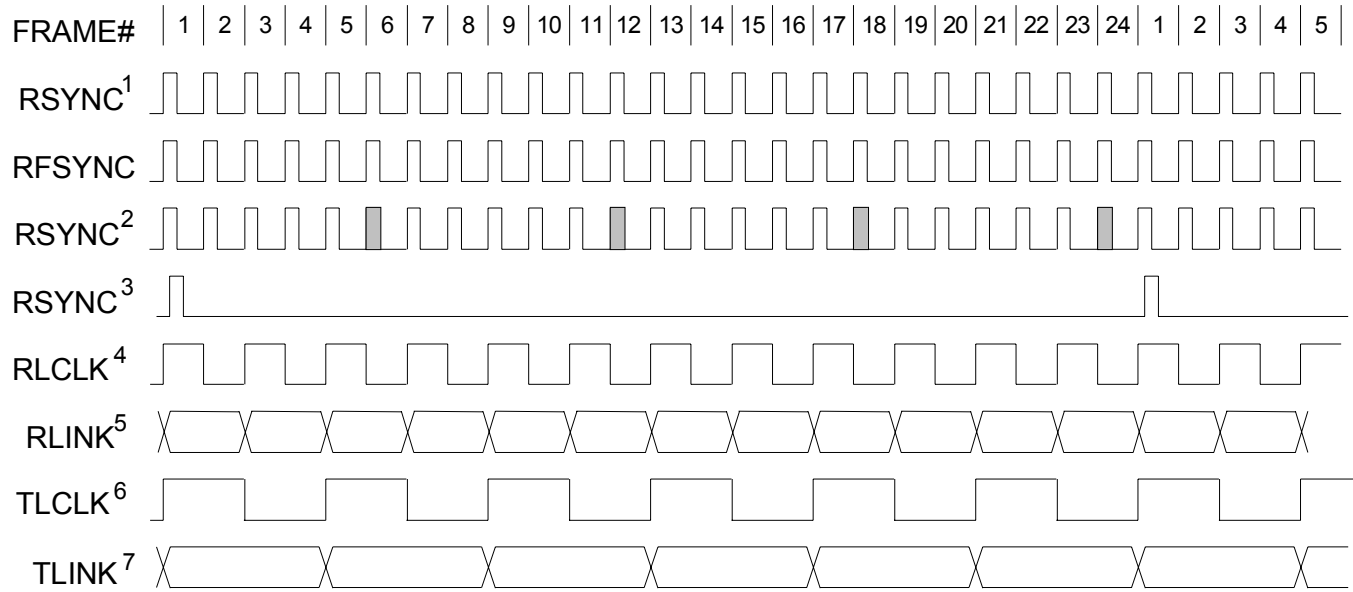 FRAME# 1 2 3 4 5 6 7 8 9 10 11 12 13 14 15 16 17 18 19 20 21 22 23 24 1 2 3 4 5
RSYNC¹
RFSYNC
RSYNC²
RSYNC³
RLCLK⁴
RLINK⁵
TLCLK⁶
TLINK⁷